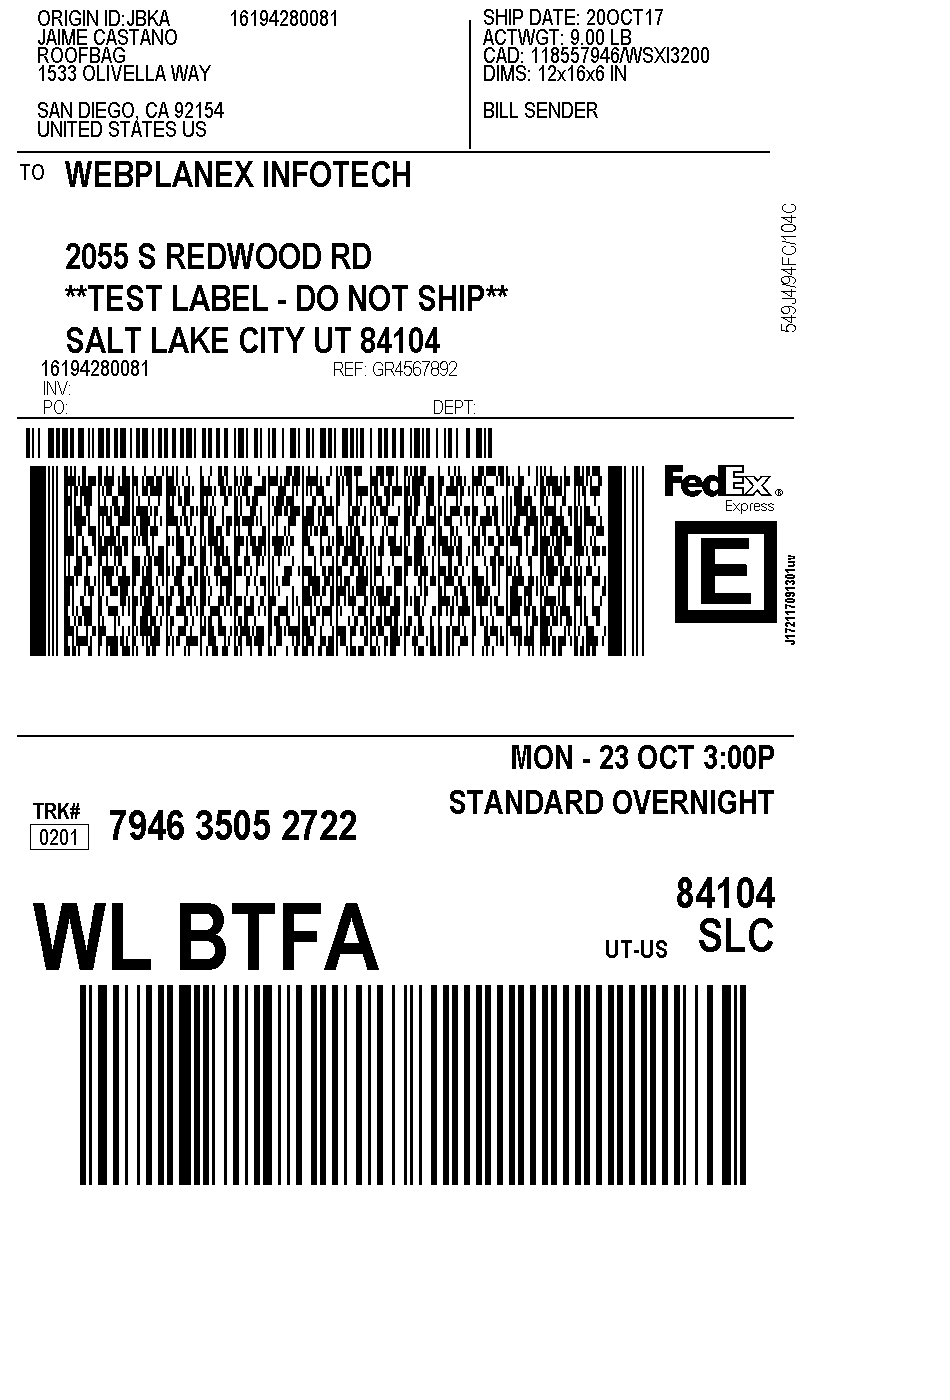 ORIGIN ID:JBKA 16194280081
JAIME CASTANO
ROOFBAG
1533 OLIVELLA WAY
SAN DIEGO, CA 92154
UNITED STATES US
SHIP DATE: 20OCT17
ACTWGT: 9.00 LB
CAD: 118557946/WSXI3200
DIMS: 12x16x6 IN
BILL SENDER
TO WEBPLANEX INFOTECH
2055 S REDWOOD RD
**TEST LABEL - DO NOT SHIP**
SALT LAKE CITY UT 84104
16194280081 REF: GR4567892
INV:
PO: DEPT:
549J4/94FC/104C
FedEx®
Express
E
J172117091301uv
MON - 23 OCT 3:00P
STANDARD OVERNIGHT
TRK#
0201 7946 3505 2722
84104
WL BTFA UT-US SLC